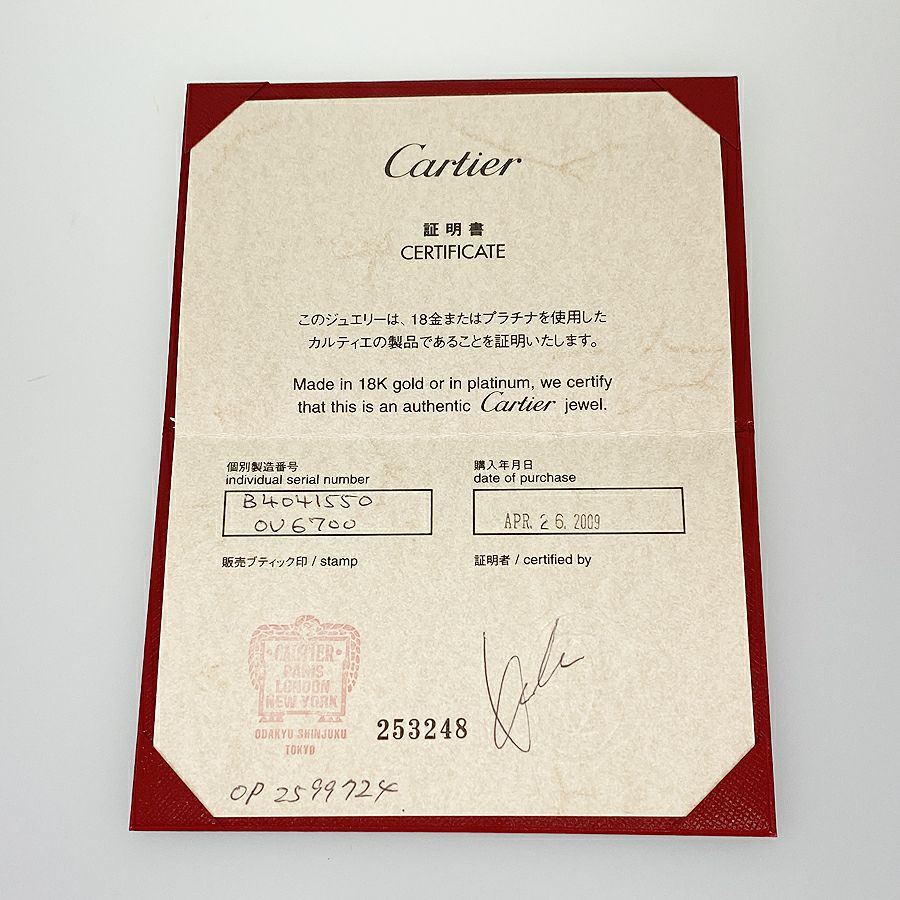 Cartier
証明書
CERTIFICATE
このジュエリーは、18金またはプラチナを使用した
カルティエの製品であることを証明いたします。
Made in 18K gold or in platinum, we certify
that this is an authentic Cartier jewel.
個別製造番号
individual serial number
B4041550
OV6700
購入年月日
date of purchase
APR. 26. 2009
販売ブティック印 / stamp
証明者 / certified by
CARTIER
PARIS
LONDON
NEW YORK
ODAKYU SHINJUKU
TOKYO
253248
OP 2599724